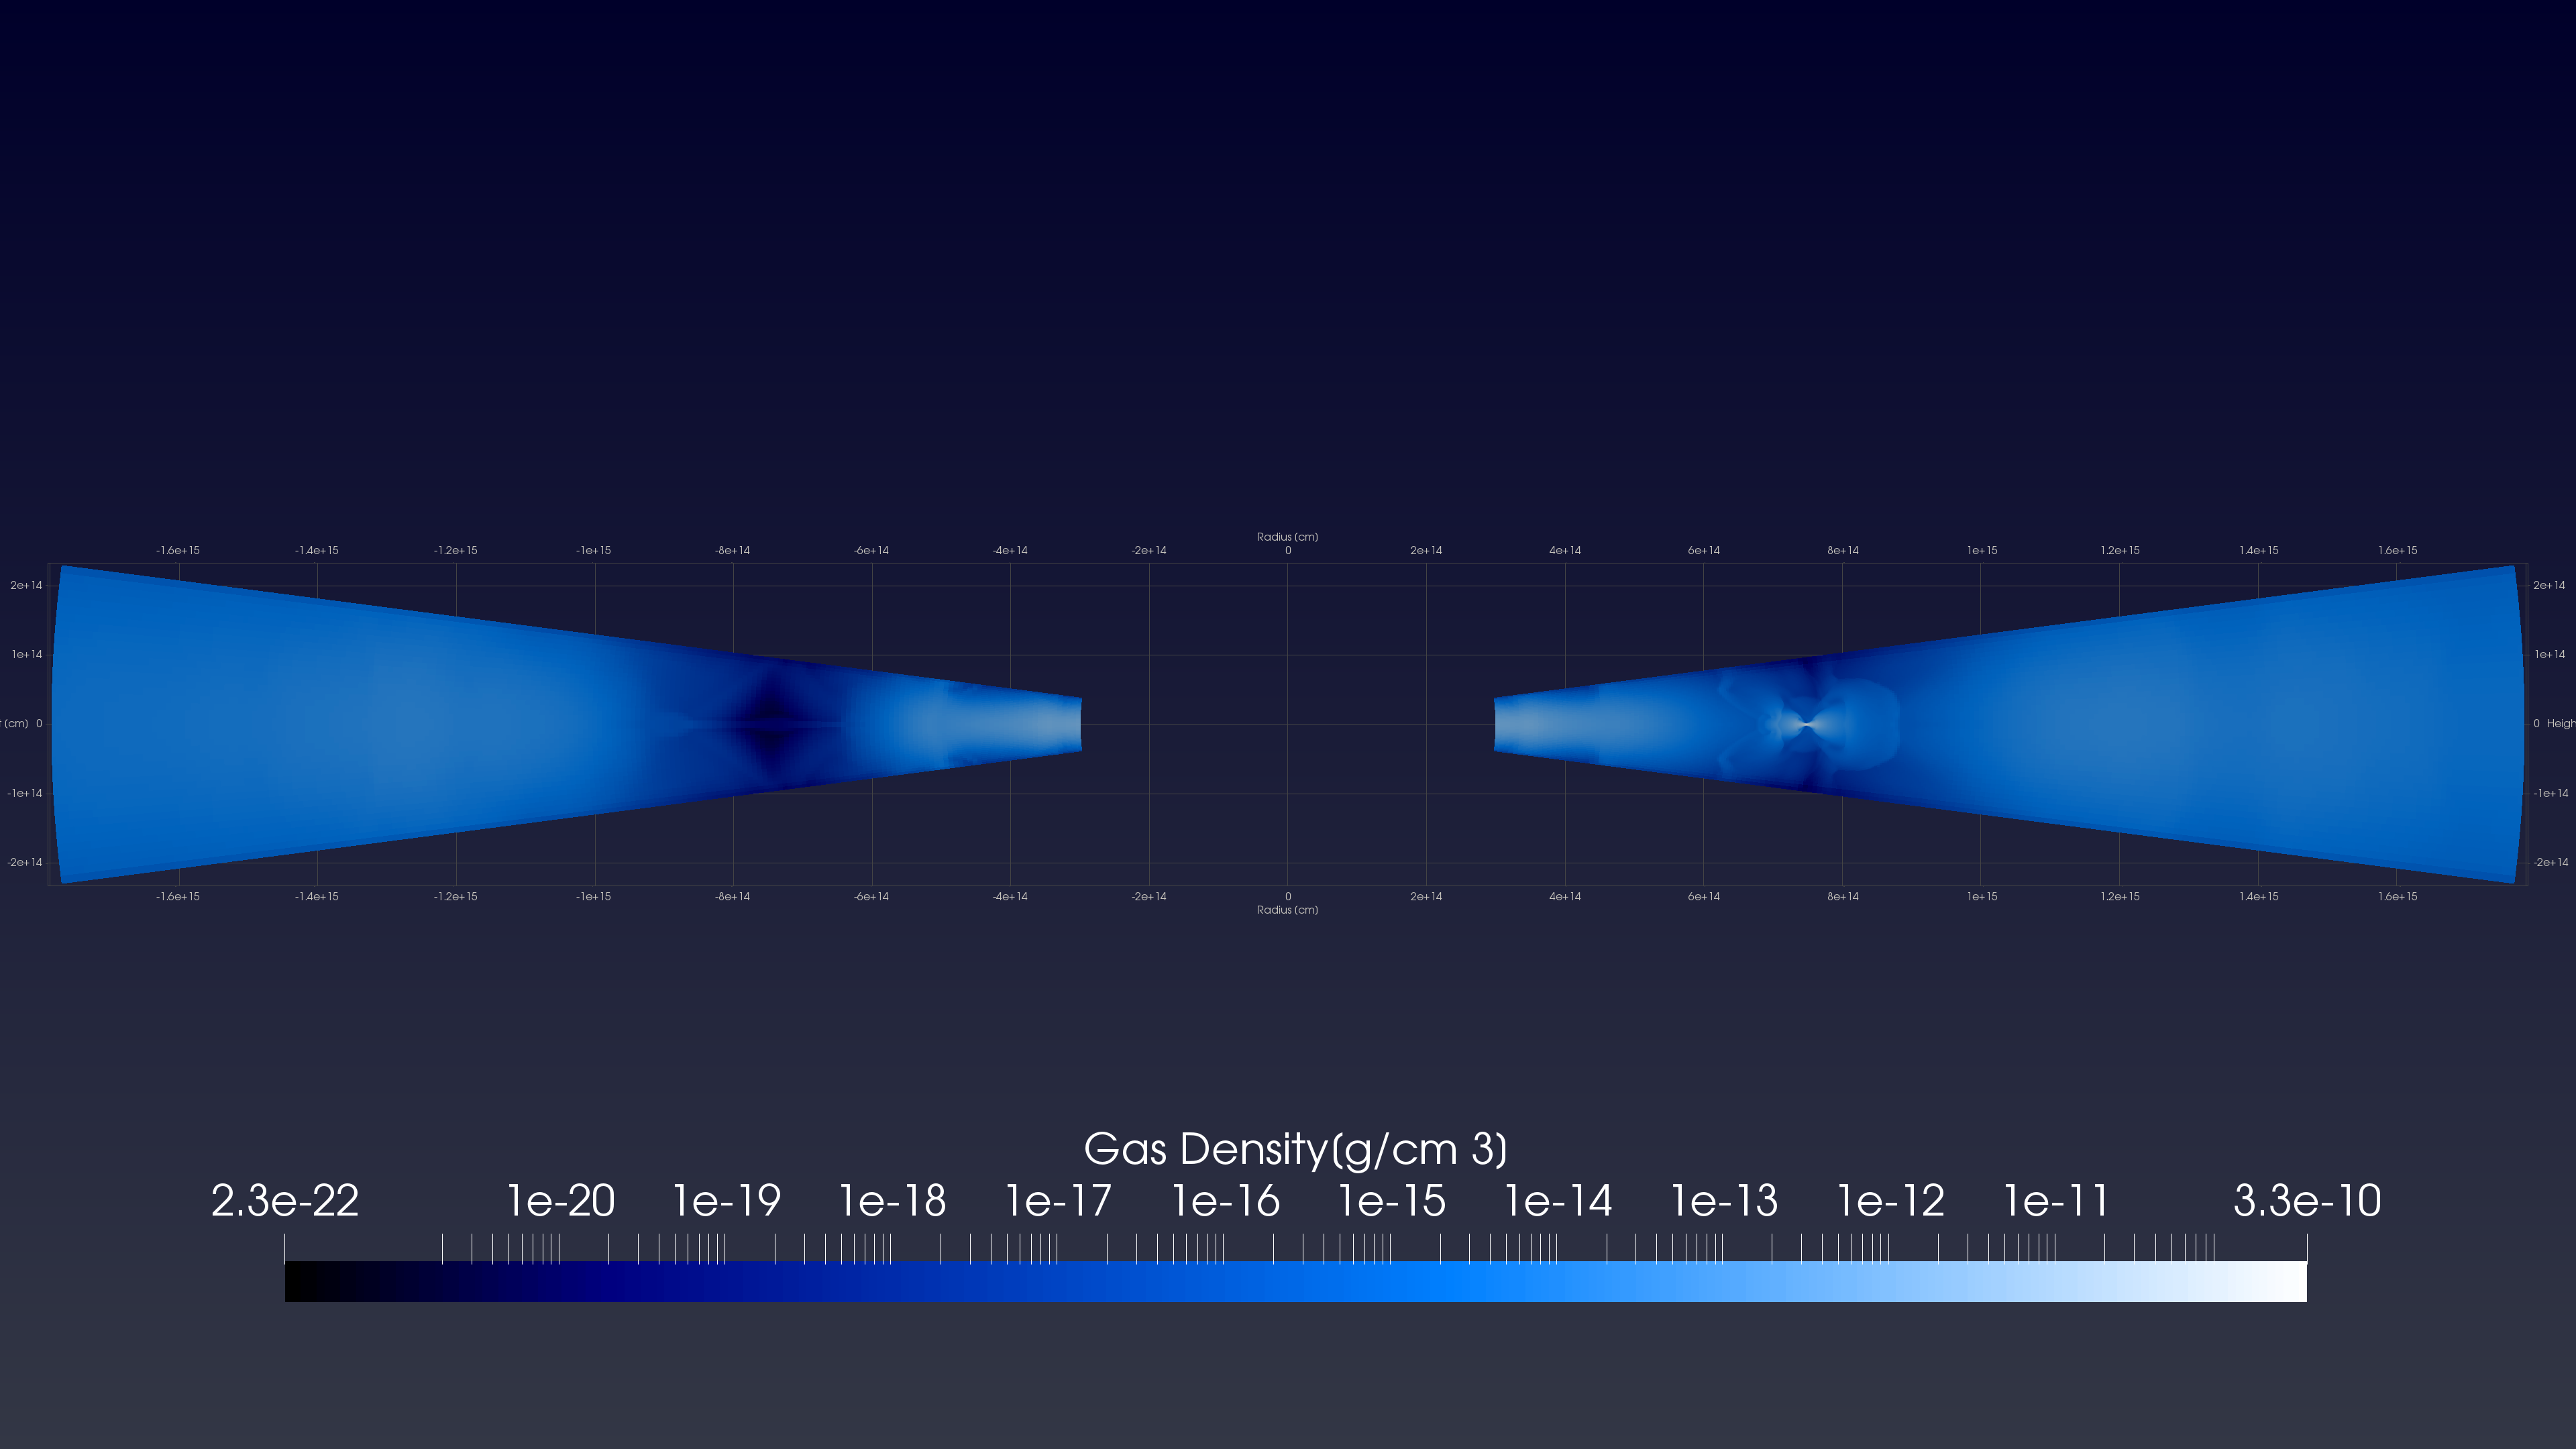 Radius (cm)
-1.6e+15 -1.4e+15 -1.2e+15 -1e+15 -8e+14 -6e+14 -4e+14 -2e+14 0 2e+14 4e+14 6e+14 8e+14 1e+15 1.2e+15 1.4e+15 1.6e+15
2e+14 2e+14
1e+14 1e+14
(cm) 0 0 Heigh
-1e+14 -1e+14
-2e+14 -2e+14
-1.6e+15 -1.4e+15 -1.2e+15 -1e+15 -8e+14 -6e+14 -4e+14 -2e+14 0 2e+14 4e+14 6e+14 8e+14 1e+15 1.2e+15 1.4e+15 1.6e+15
Radius (cm)
Gas Density(g/cm 3)
2.3e-22 1e-20 1e-19 1e-18 1e-17 1e-16 1e-15 1e-14 1e-13 1e-12 1e-11 3.3e-10